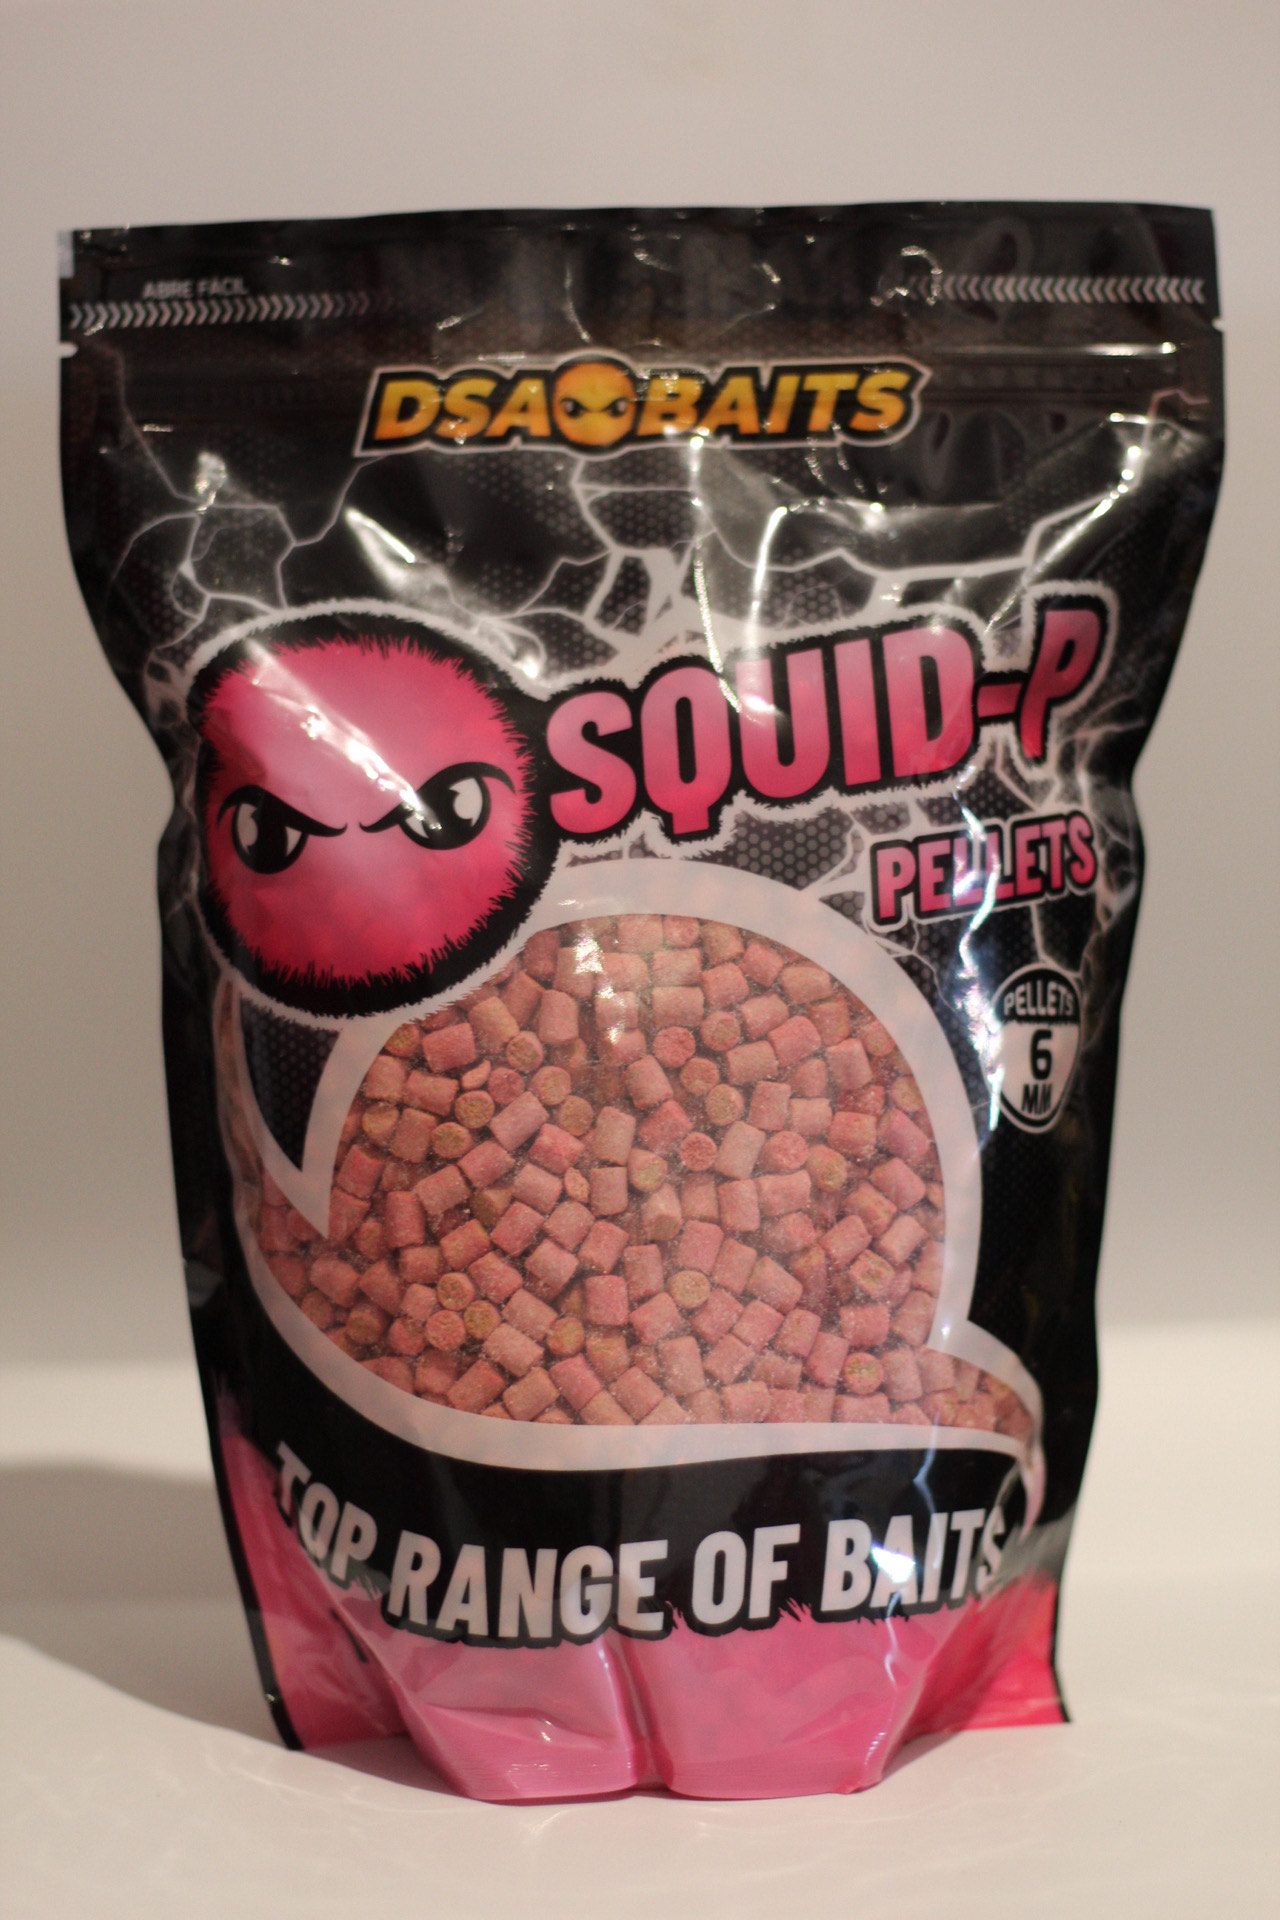 ABRE FACIL
DSA BAITS
SQUID-P
PELLETS
PELLETS
6
MM
TOP RANGE OF BAITS